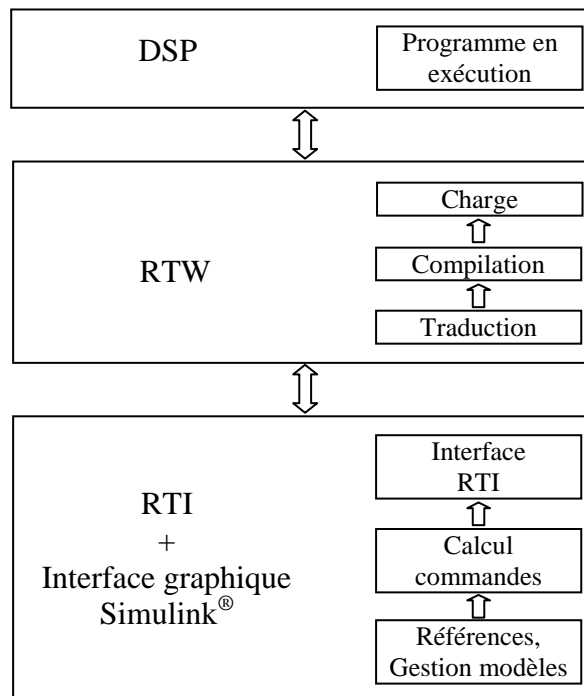 DSP
Programme en
exécution
RTW
Charge
Compilation
Traduction
RTI
+
Interface graphique
Simulink®
Interface
RTI
Calcul
commandes
Références,
Gestion modèles